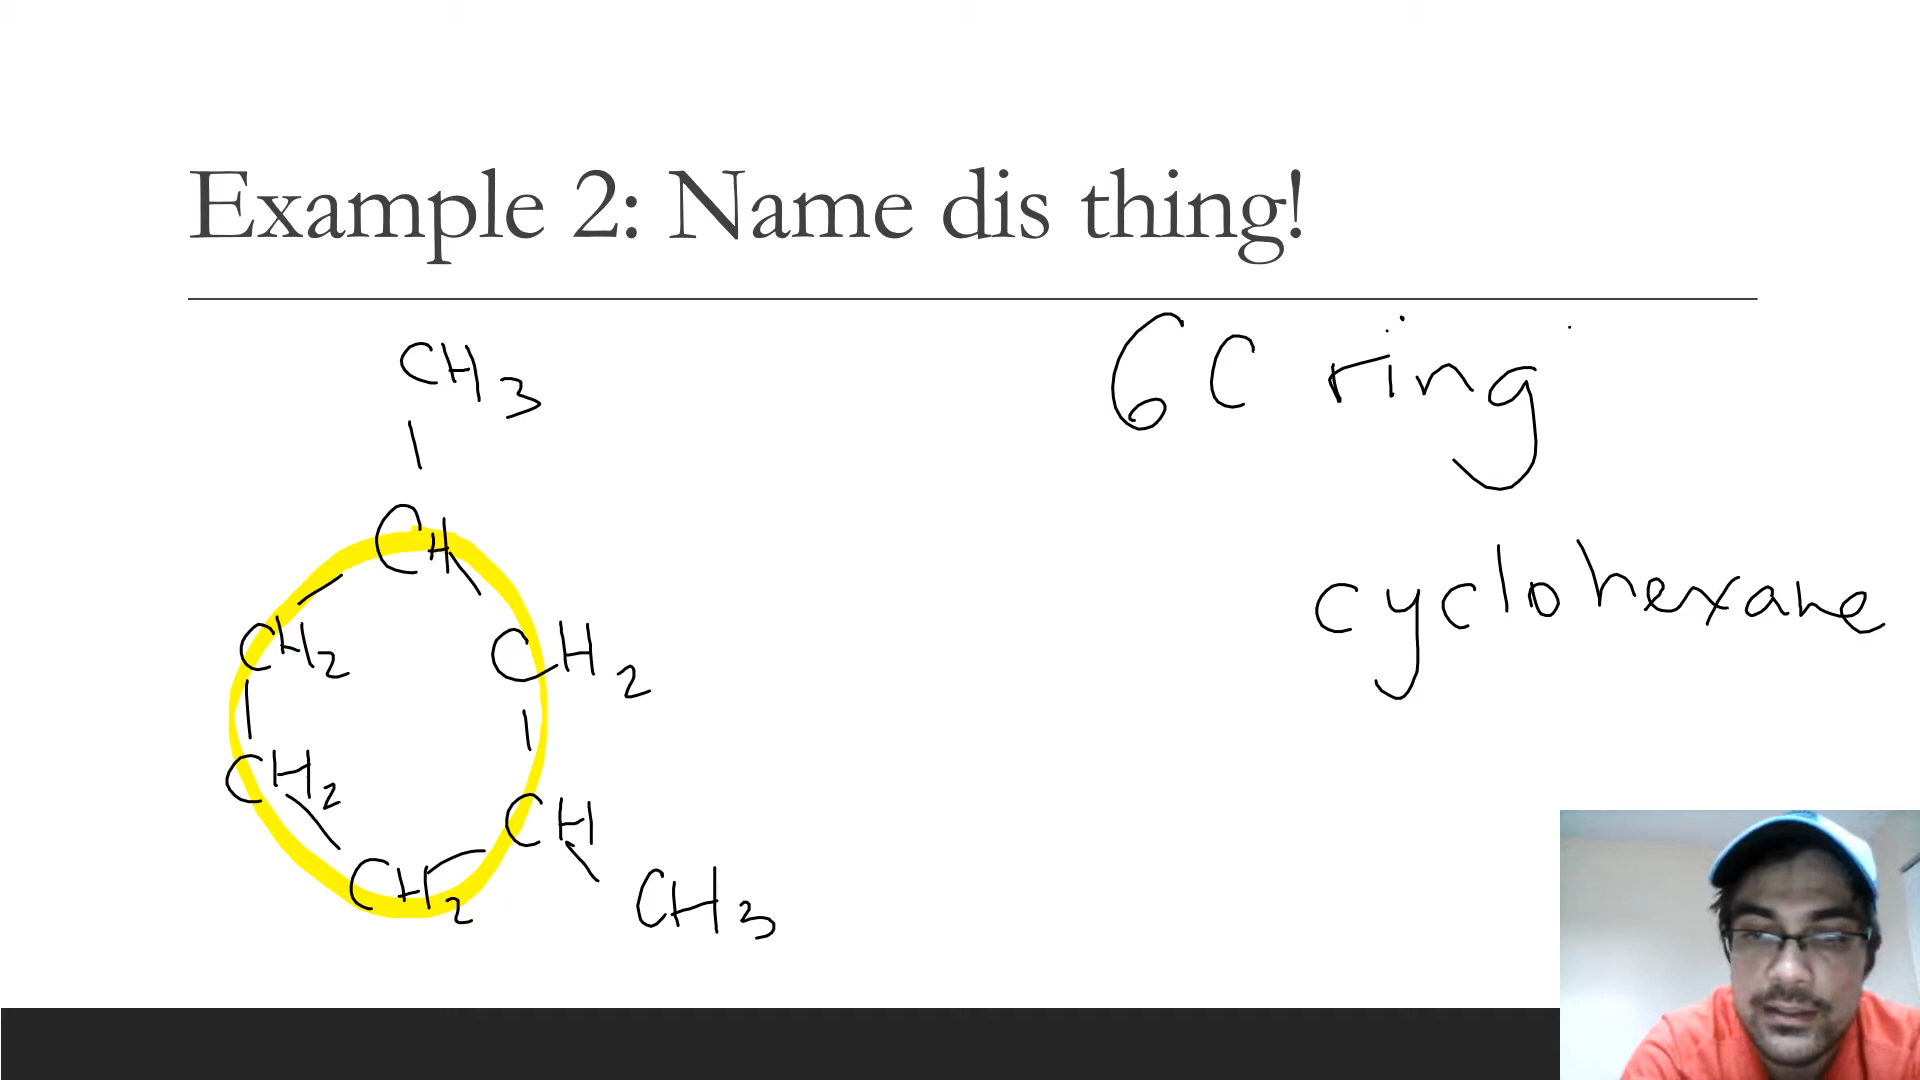 Example 2: Name dis thing!
CH3
CH
CH2
CH2
CH2
CH
CH2
CH3
6C ring
cyclohexane